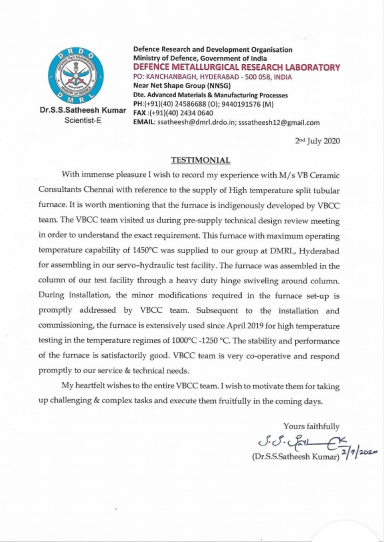 DRDO
DMRL
Dr.S.S.Satheesh Kumar
Scientist-E
Defence Research and Development Organisation
Ministry of Defence, Government of India
DEFENCE METALLURGICAL RESEARCH LABORATORY
PO: KANCHANBAGH, HYDERABAD - 500 058, INDIA
Near Net Shape Group (NNSG)
Dte. Advanced Materials & Manufacturing Processes
PH:(+91)(40) 24586688 (O); 9440191576 (M)
FAX :(+91)(40) 2434 0640
EMAIL: ssatheesh@dmrl.drdo.in; sssatheesh12@gmail.com
2nd July 2020
TESTIMONIAL
With immense pleasure I wish to record my experience with M/s VB Ceramic
Consultants Chennai with reference to the supply of High temperature split tubular
furnace. It is worth mentioning that the furnace is indigenously developed by VBCC
team. The VBCC team visited us during pre-supply technical design review meeting
in order to understand the exact requirement. This furnace with maximum operating
temperature capability of 1450°C was supplied to our group at DMRL, Hyderabad
for assembling in our servo–hydraulic test facility. The furnace was assembled in the
column of our test facility through a heavy duty hinge swiveling around column.
During installation, the minor modifications required in the furnace set-up is
promptly addressed by VBCC team. Subsequent to the installation and
commissioning, the furnace is extensively used since April 2019 for high temperature
testing in the temperature regimes of 1000°C -1250 °C. The stability and performance
of the furnace is satisfactorily good. VBCC team is very co-operative and respond
promptly to our service & technical needs.
My heartfelt wishes to the entire VBCC team. I wish to motivate them for taking
up challenging & complex tasks and execute them fruitfully in the coming days.
Yours faithfully
(Dr.S.S.Satheesh Kumar) 2/7/2020